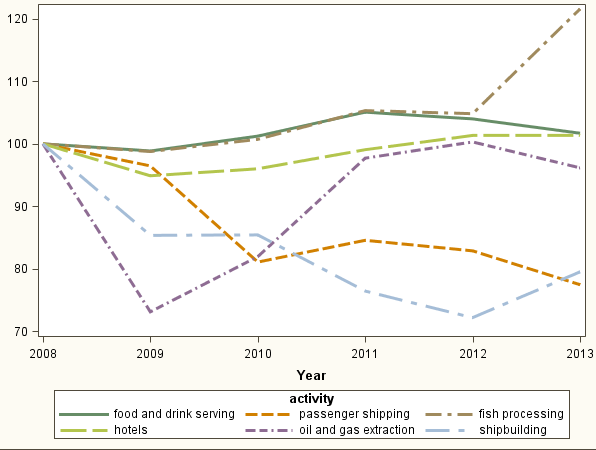 120
110
100
90
80
70
2008 2009 2010 2011 2012 2013
Year
activity
food and drink serving passenger shipping fish processing
hotels oil and gas extraction shipbuilding